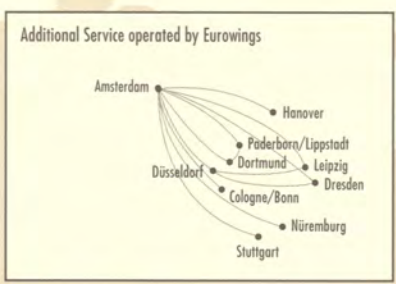 Additional Service operated by Eurowings
Amsterdam
Hanover
Paderborn/Lippstadt
Dortmund
Leipzig
Düsseldorf
Dresden
Cologne/Bonn
Nüremburg
Stuttgart